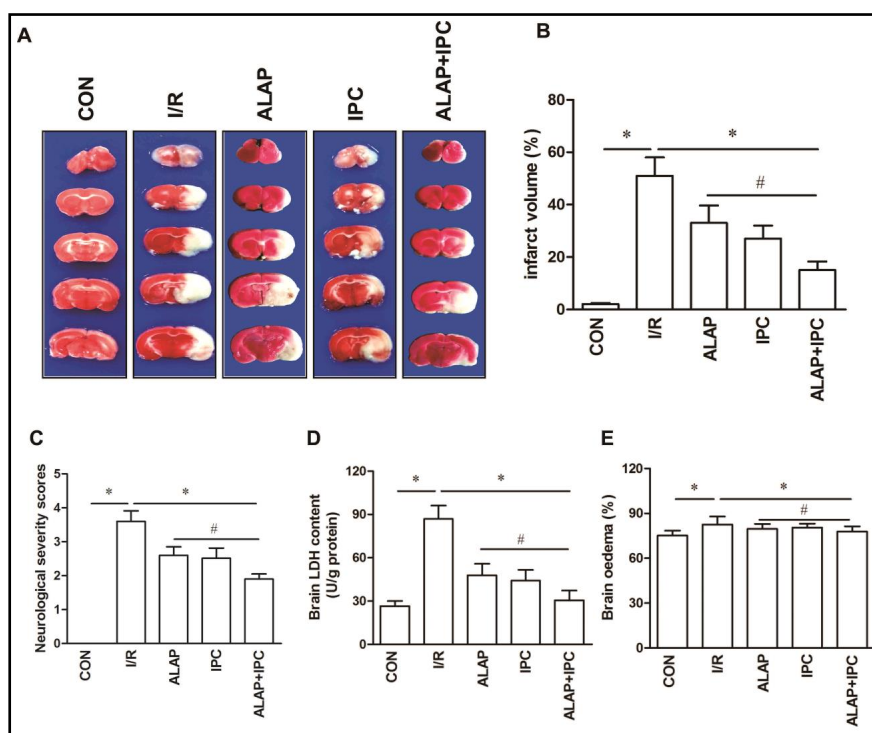 A
CON
I/R
ALAP
IPC
ALAP+IPC
B
infarct volume (%)
80
60
40
20
0
*
*
#
CON
I/R
ALAP
IPC
ALAP+IPC
C
Neurological severity scores
5
4
3
2
1
0
*
*
#
CON
I/R
ALAP
IPC
ALAP+IPC
D
Brain LDH content
(U/g protein)
120
90
60
30
0
*
*
#
CON
I/R
ALAP
IPC
ALAP+IPC
E
Brain oedema (%)
120
90
60
30
0
*
*
#
CON
I/R
ALAP
IPC
ALAP+IPC